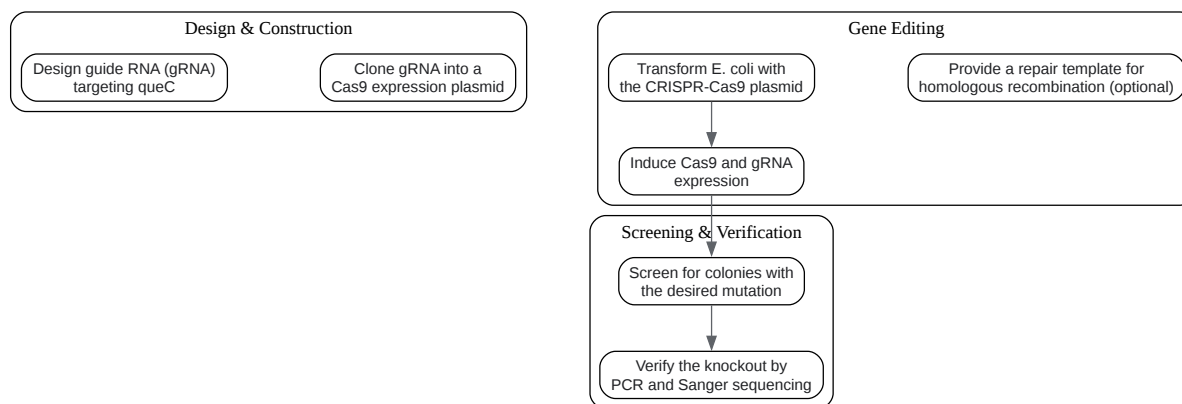 Design & Construction
Design guide RNA (gRNA)
targeting queC
Clone gRNA into a
Cas9 expression plasmid
Gene Editing
Transform E. coli with
the CRISPR-Cas9 plasmid
Provide a repair template for
homologous recombination (optional)
Induce Cas9 and gRNA
expression
Screening & Verification
Screen for colonies with
the desired mutation
Verify the knockout by
PCR and Sanger sequencing